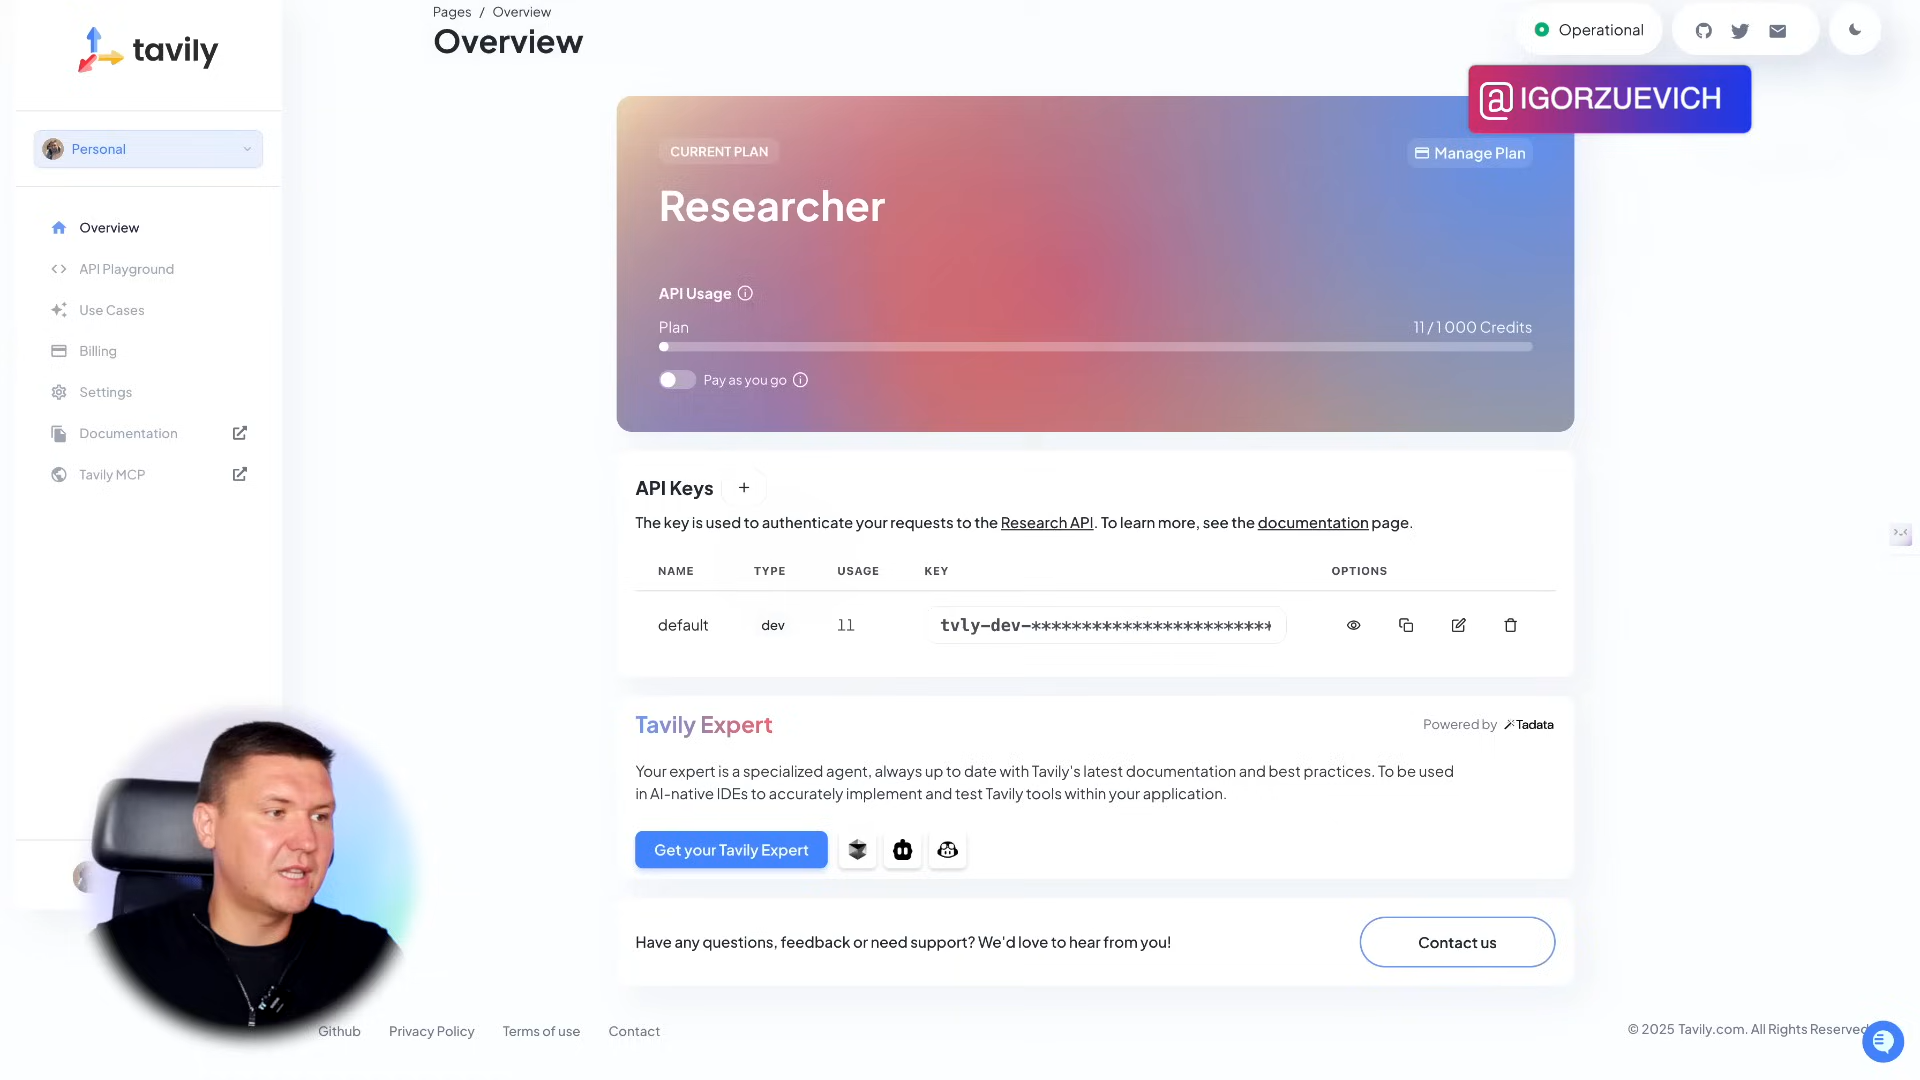 tavily
Personal
Overview
API Playground
Use Cases
Billing
Settings
Documentation
Tavily MCP
Pages / Overview
Overview
Operational
@IGORZUEVICH
CURRENT PLAN
Manage Plan
Researcher
API Usage
Plan
11 / 1 000 Credits
Pay as you go
API Keys +
The key is used to authenticate your requests to the Research API. To learn more, see the documentation page.
NAME TYPE USAGE KEY OPTIONS
default dev 11 tvly-dev-************************
Tavily Expert
Powered by Tadata
Your expert is a specialized agent, always up to date with Tavily's latest documentation and best practices. To be used
in AI-native IDEs to accurately implement and test Tavily tools within your application.
Get your Tavily Expert
Have any questions, feedback or need support? We'd love to hear from you!
Contact us
Github Privacy Policy Terms of use Contact
© 2025 Tavily.com. All Rights Reserved